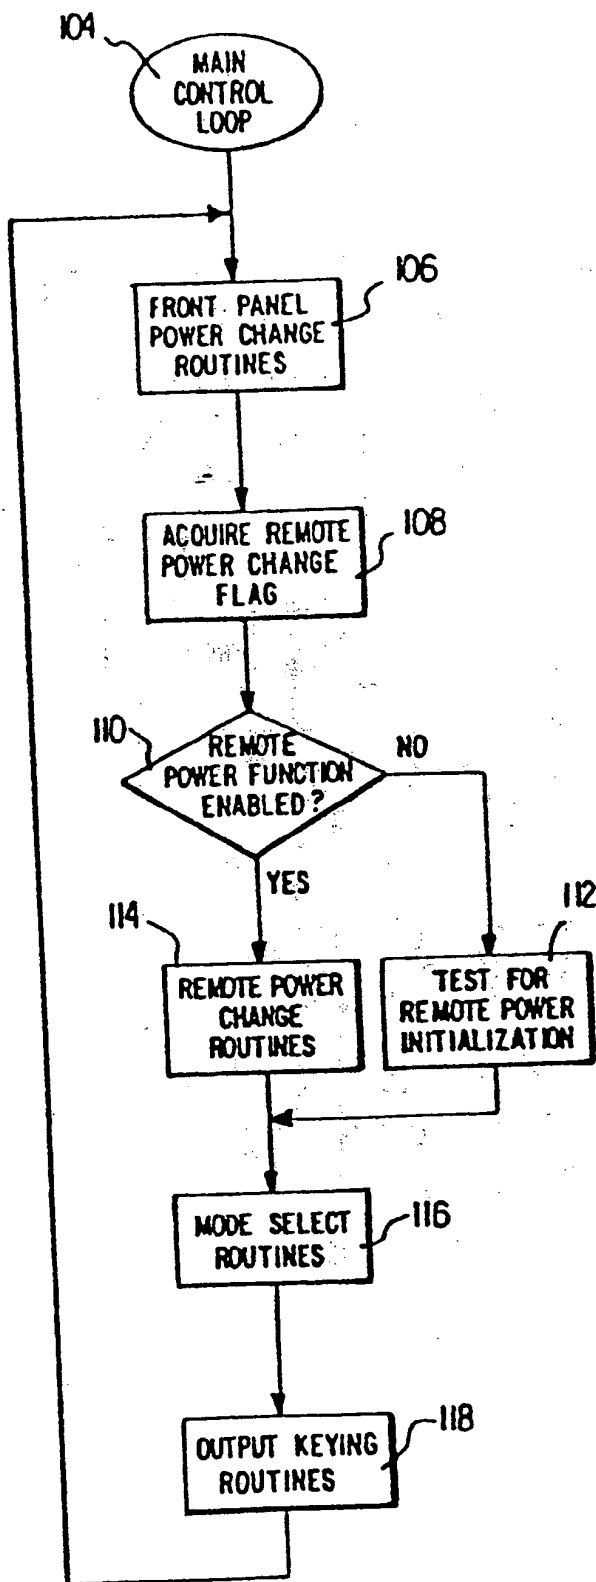 104
MAIN
CONTROL
LOOP
106
FRONT PANEL
POWER CHANGE
ROUTINES
108
ACQUIRE REMOTE
POWER CHANGE
FLAG
110
REMOTE
POWER FUNCTION
ENABLED?
NO
YES
114
REMOTE POWER
CHANGE
ROUTINES
112
TEST FOR
REMOTE POWER
INITIALIZATION
116
MODE SELECT
ROUTINES
118
OUTPUT KEYING
ROUTINES